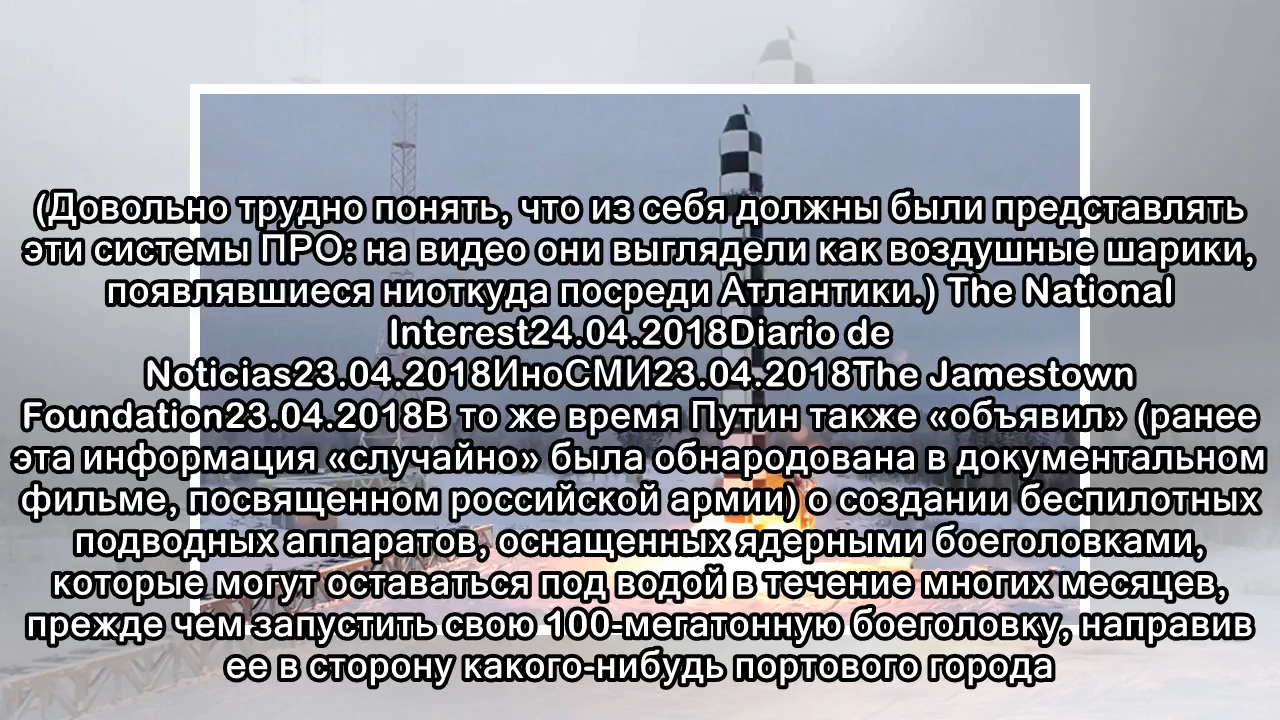 (Довольно трудно понять, что из себя должны были представлять
эти системы ПРО: на видео они выглядели как воздушные шарики,
появлявшиеся ниоткуда посреди Атлантики.) The National
Interest24.04.2018Diario de
Noticias23.04.2018ИноСМИ23.04.2018The Jamestown
Foundation23.04.2018В то же время Путин также «объявил» (ранее
эта информация «случайно» была обнародована в документальном
фильме, посвященном российской армии) о создании беспилотных
подводных аппаратов, оснащенных ядерными боеголовками,
которые могут оставаться под водой в течение многих месяцев,
прежде чем запустить свою 100-мегатонную боеголовку, направив
ее в сторону какого-нибудь портового города